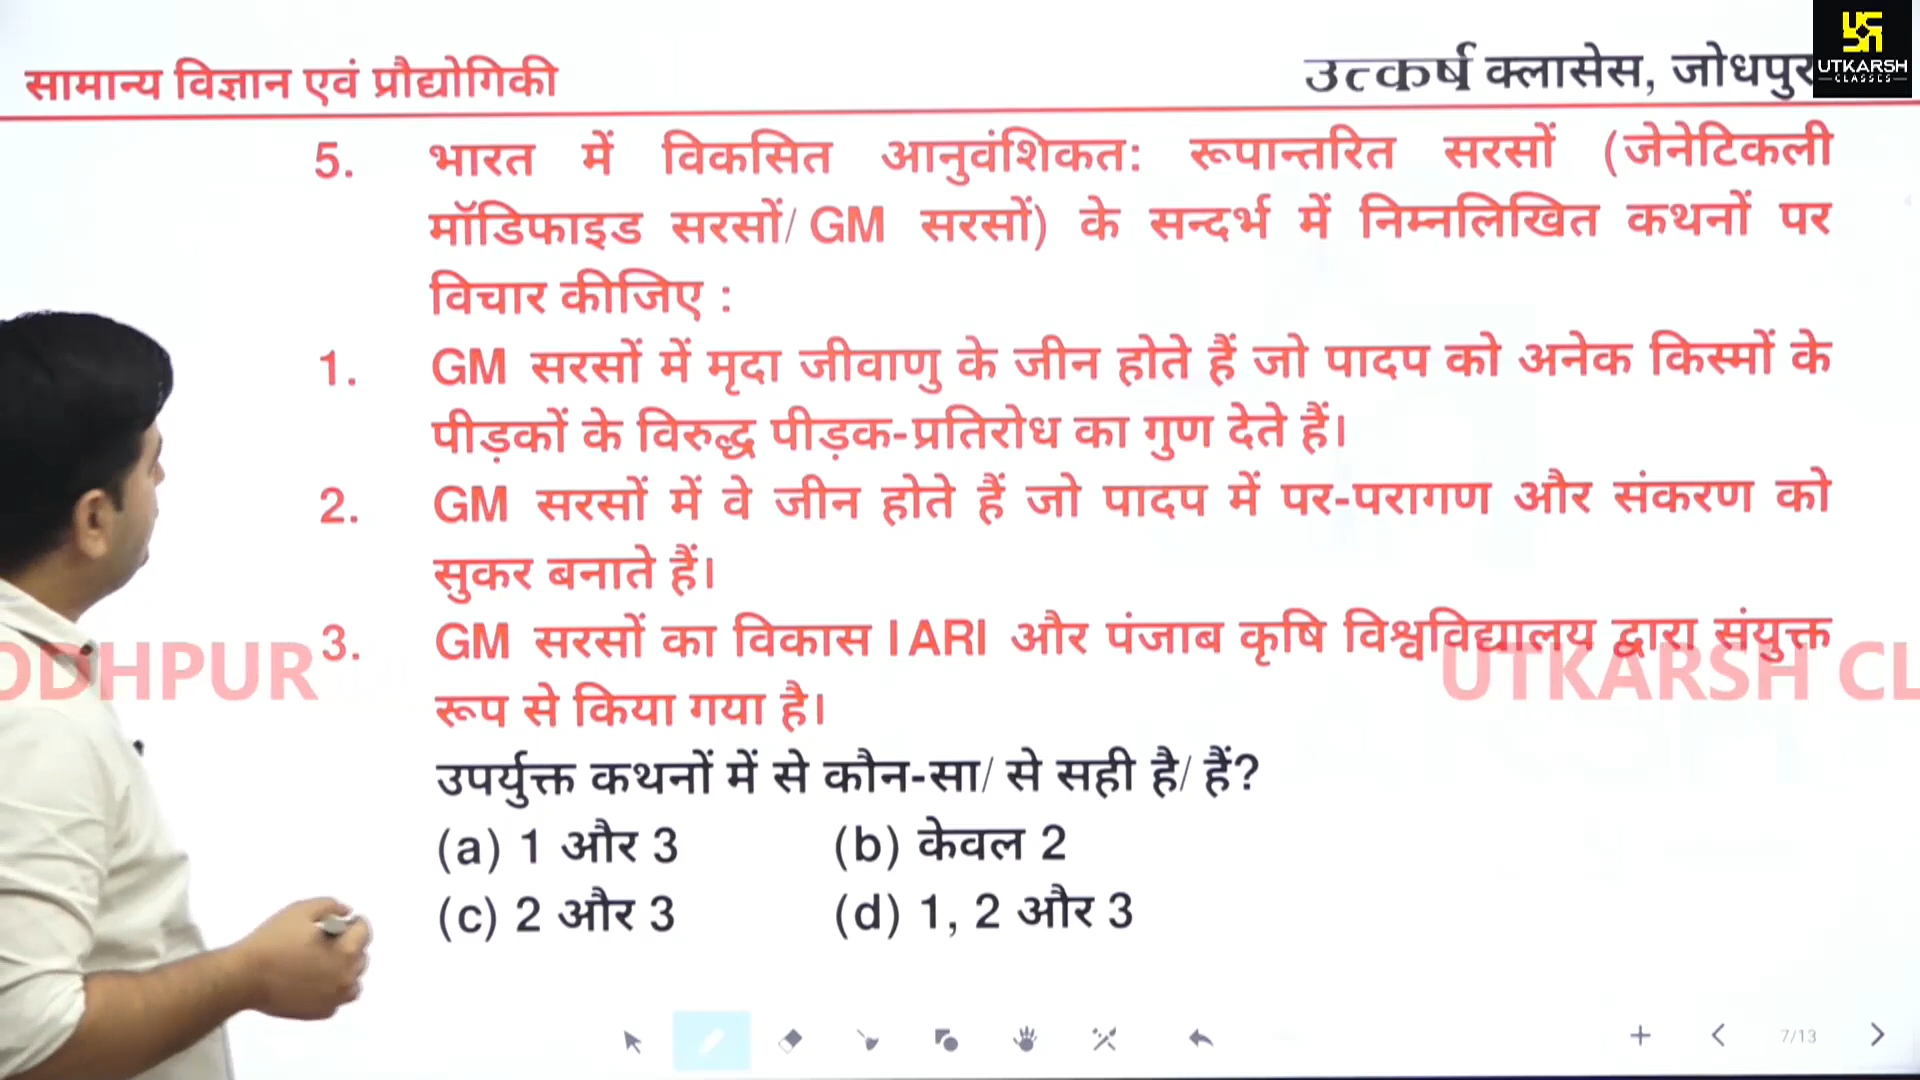 सामान्य विज्ञान एवं प्रौद्योगिकी
उत्कर्ष क्लासेस, जोधपुर
UTKARSH
CLASSES
5. भारत में विकसित आनुवंशिकत: रूपान्तरित सरसों (जेनेटिकली
मॉडिफाइड सरसों/ GM सरसों) के सन्दर्भ में निम्नलिखित कथनों पर
विचार कीजिए :
1. GM सरसों में मृदा जीवाणु के जीन होते हैं जो पादप को अनेक किस्मों के
पीड़कों के विरुद्ध पीड़क-प्रतिरोध का गुण देते हैं।
2. GM सरसों में वे जीन होते हैं जो पादप में पर-परागण और संकरण को
सुकर बनाते हैं।
3. GM सरसों का विकास IARI और पंजाब कृषि विश्वविद्यालय द्वारा संयुक्त
रूप से किया गया है।
ODHPUR
UTKARSH CL
उपर्युक्त कथनों में से कौन-सा/ से सही है/ हैं?
(a) 1 और 3 (b) केवल 2
(c) 2 और 3 (d) 1, 2 और 3
7/13